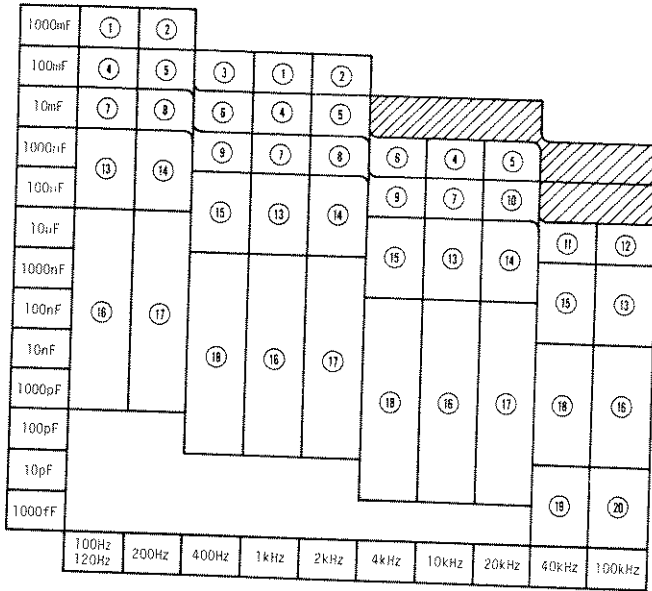 1000mF ① ②
100mF ④ ⑤ ③ ① ②
10mF ⑦ ⑧ ⑥ ④ ⑤
1000µF ⑬ ⑭ ⑨ ⑦ ⑧ ⑥ ④ ⑤
100µF ⑮ ⑬ ⑭ ⑨ ⑦ ⑩
10µF ⑪ ⑫
1000nF ⑮ ⑬ ⑭
100nF ⑯ ⑰ ⑮ ⑬
10nF ⑱ ⑯ ⑰
1000pF ⑱ ⑯ ⑰ ⑱ ⑯
100pF
10pF
1000fF ⑲ ⑳
100Hz 200Hz 400Hz 1kHz 2kHz 4kHz 10kHz 20kHz 40kHz 100kHz
120Hz